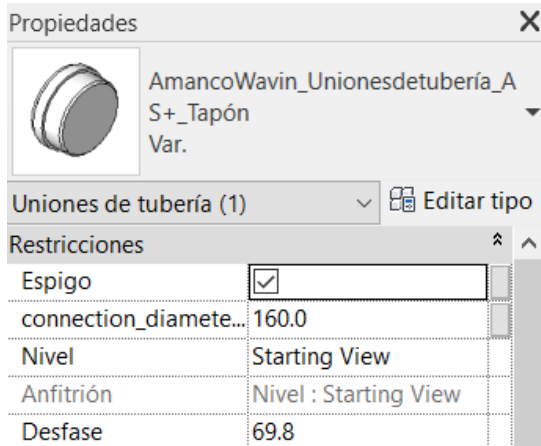 Propiedades
AmancoWavin_Unionesdetubería_A
S+_Tapón
Var.
Uniones de tubería (1)
Editar tipo
Restricciones
Espigo
connection_diamete... 160.0
Nivel Starting View
Anfitrión Nivel : Starting View
Desfase 69.8